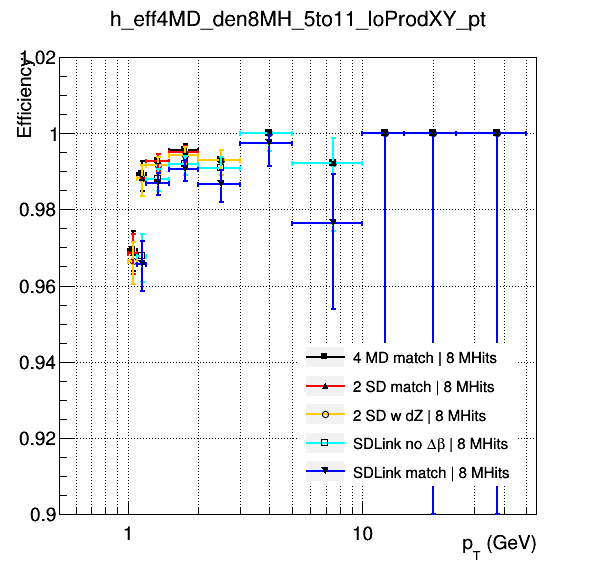 h_eff4MD_den8MH_5to11_loProdXY_pt
Efficiency
1.02
1
0.98
0.96
0.94
0.92
0.9
4 MD match | 8 MHits
2 SD match | 8 MHits
2 SD w dZ | 8 MHits
SDLink no Δβ | 8 MHits
SDLink match | 8 MHits
1
10
p_T (GeV)